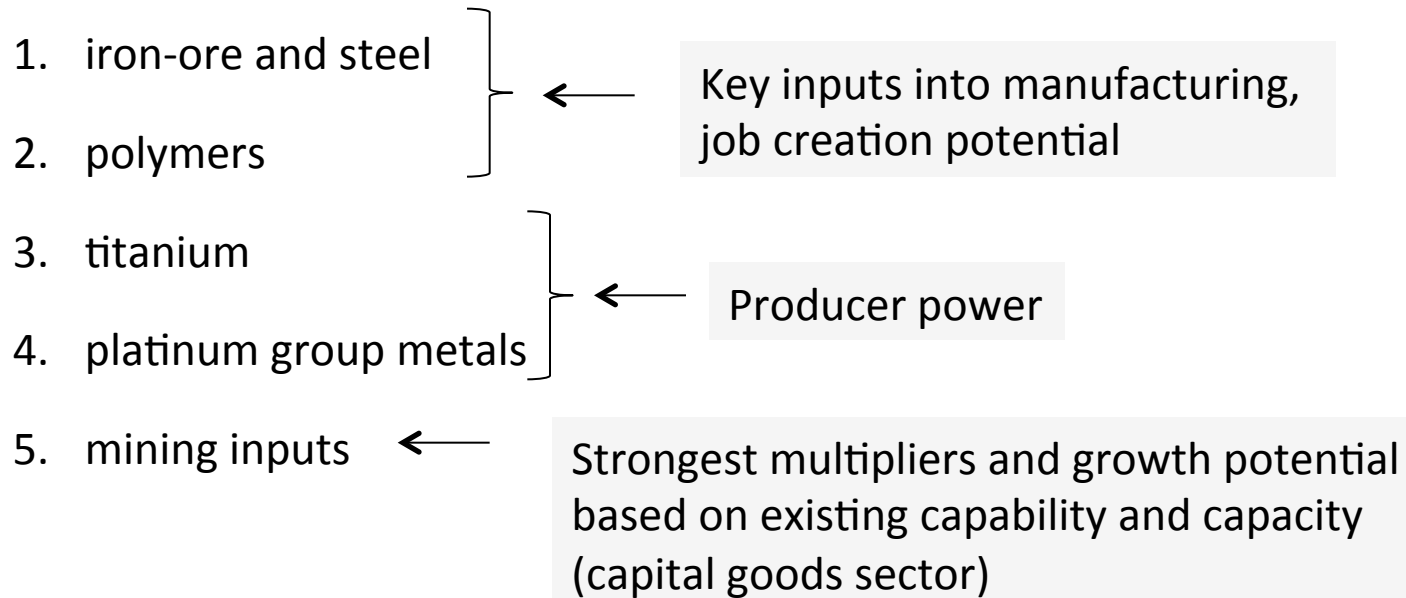 1. iron-ore and steel
2. polymers
Key inputs into manufacturing,
job creation potential
3. titanium
4. platinum group metals
Producer power
5. mining inputs
Strongest multipliers and growth potential
based on existing capability and capacity
(capital goods sector)